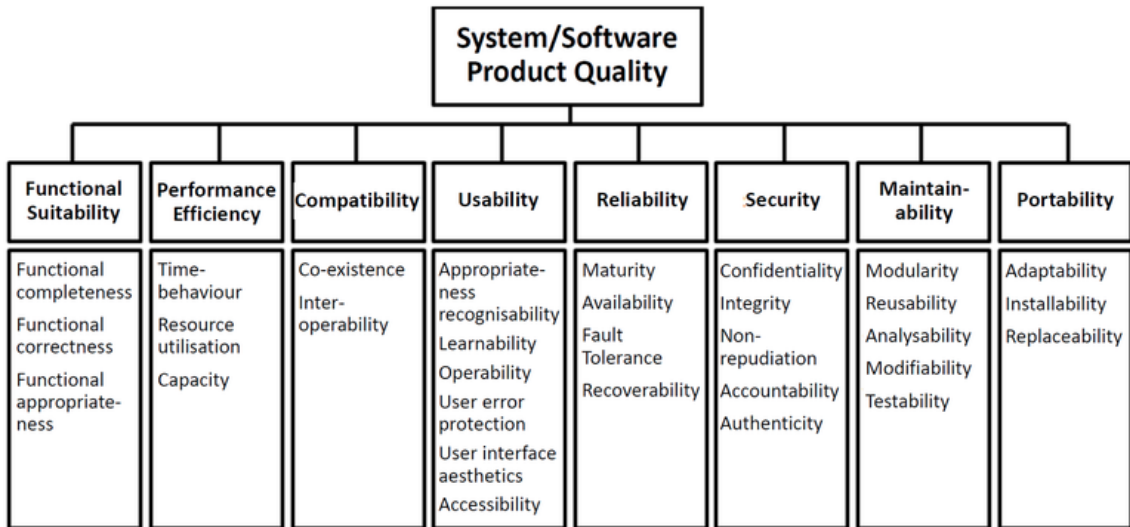 System/Software
Product Quality
Functional
Suitability
Performance
Efficiency
Compatibility
Usability
Reliability
Security
Maintain-
ability
Portability
Functional
completeness
Functional
correctness
Functional
appropriate-
ness
Time-
behaviour
Resource
utilisation
Capacity
Co-existence
Inter-
operability
Appropriate-
ness
recognisability
Learnability
Operability
User error
protection
User interface
aesthetics
Accessibility
Maturity
Availability
Fault
Tolerance
Recoverability
Confidentiality
Integrity
Non-
repudiation
Accountability
Authenticity
Modularity
Reusability
Analysability
Modifiability
Testability
Adaptability
Installability
Replaceability